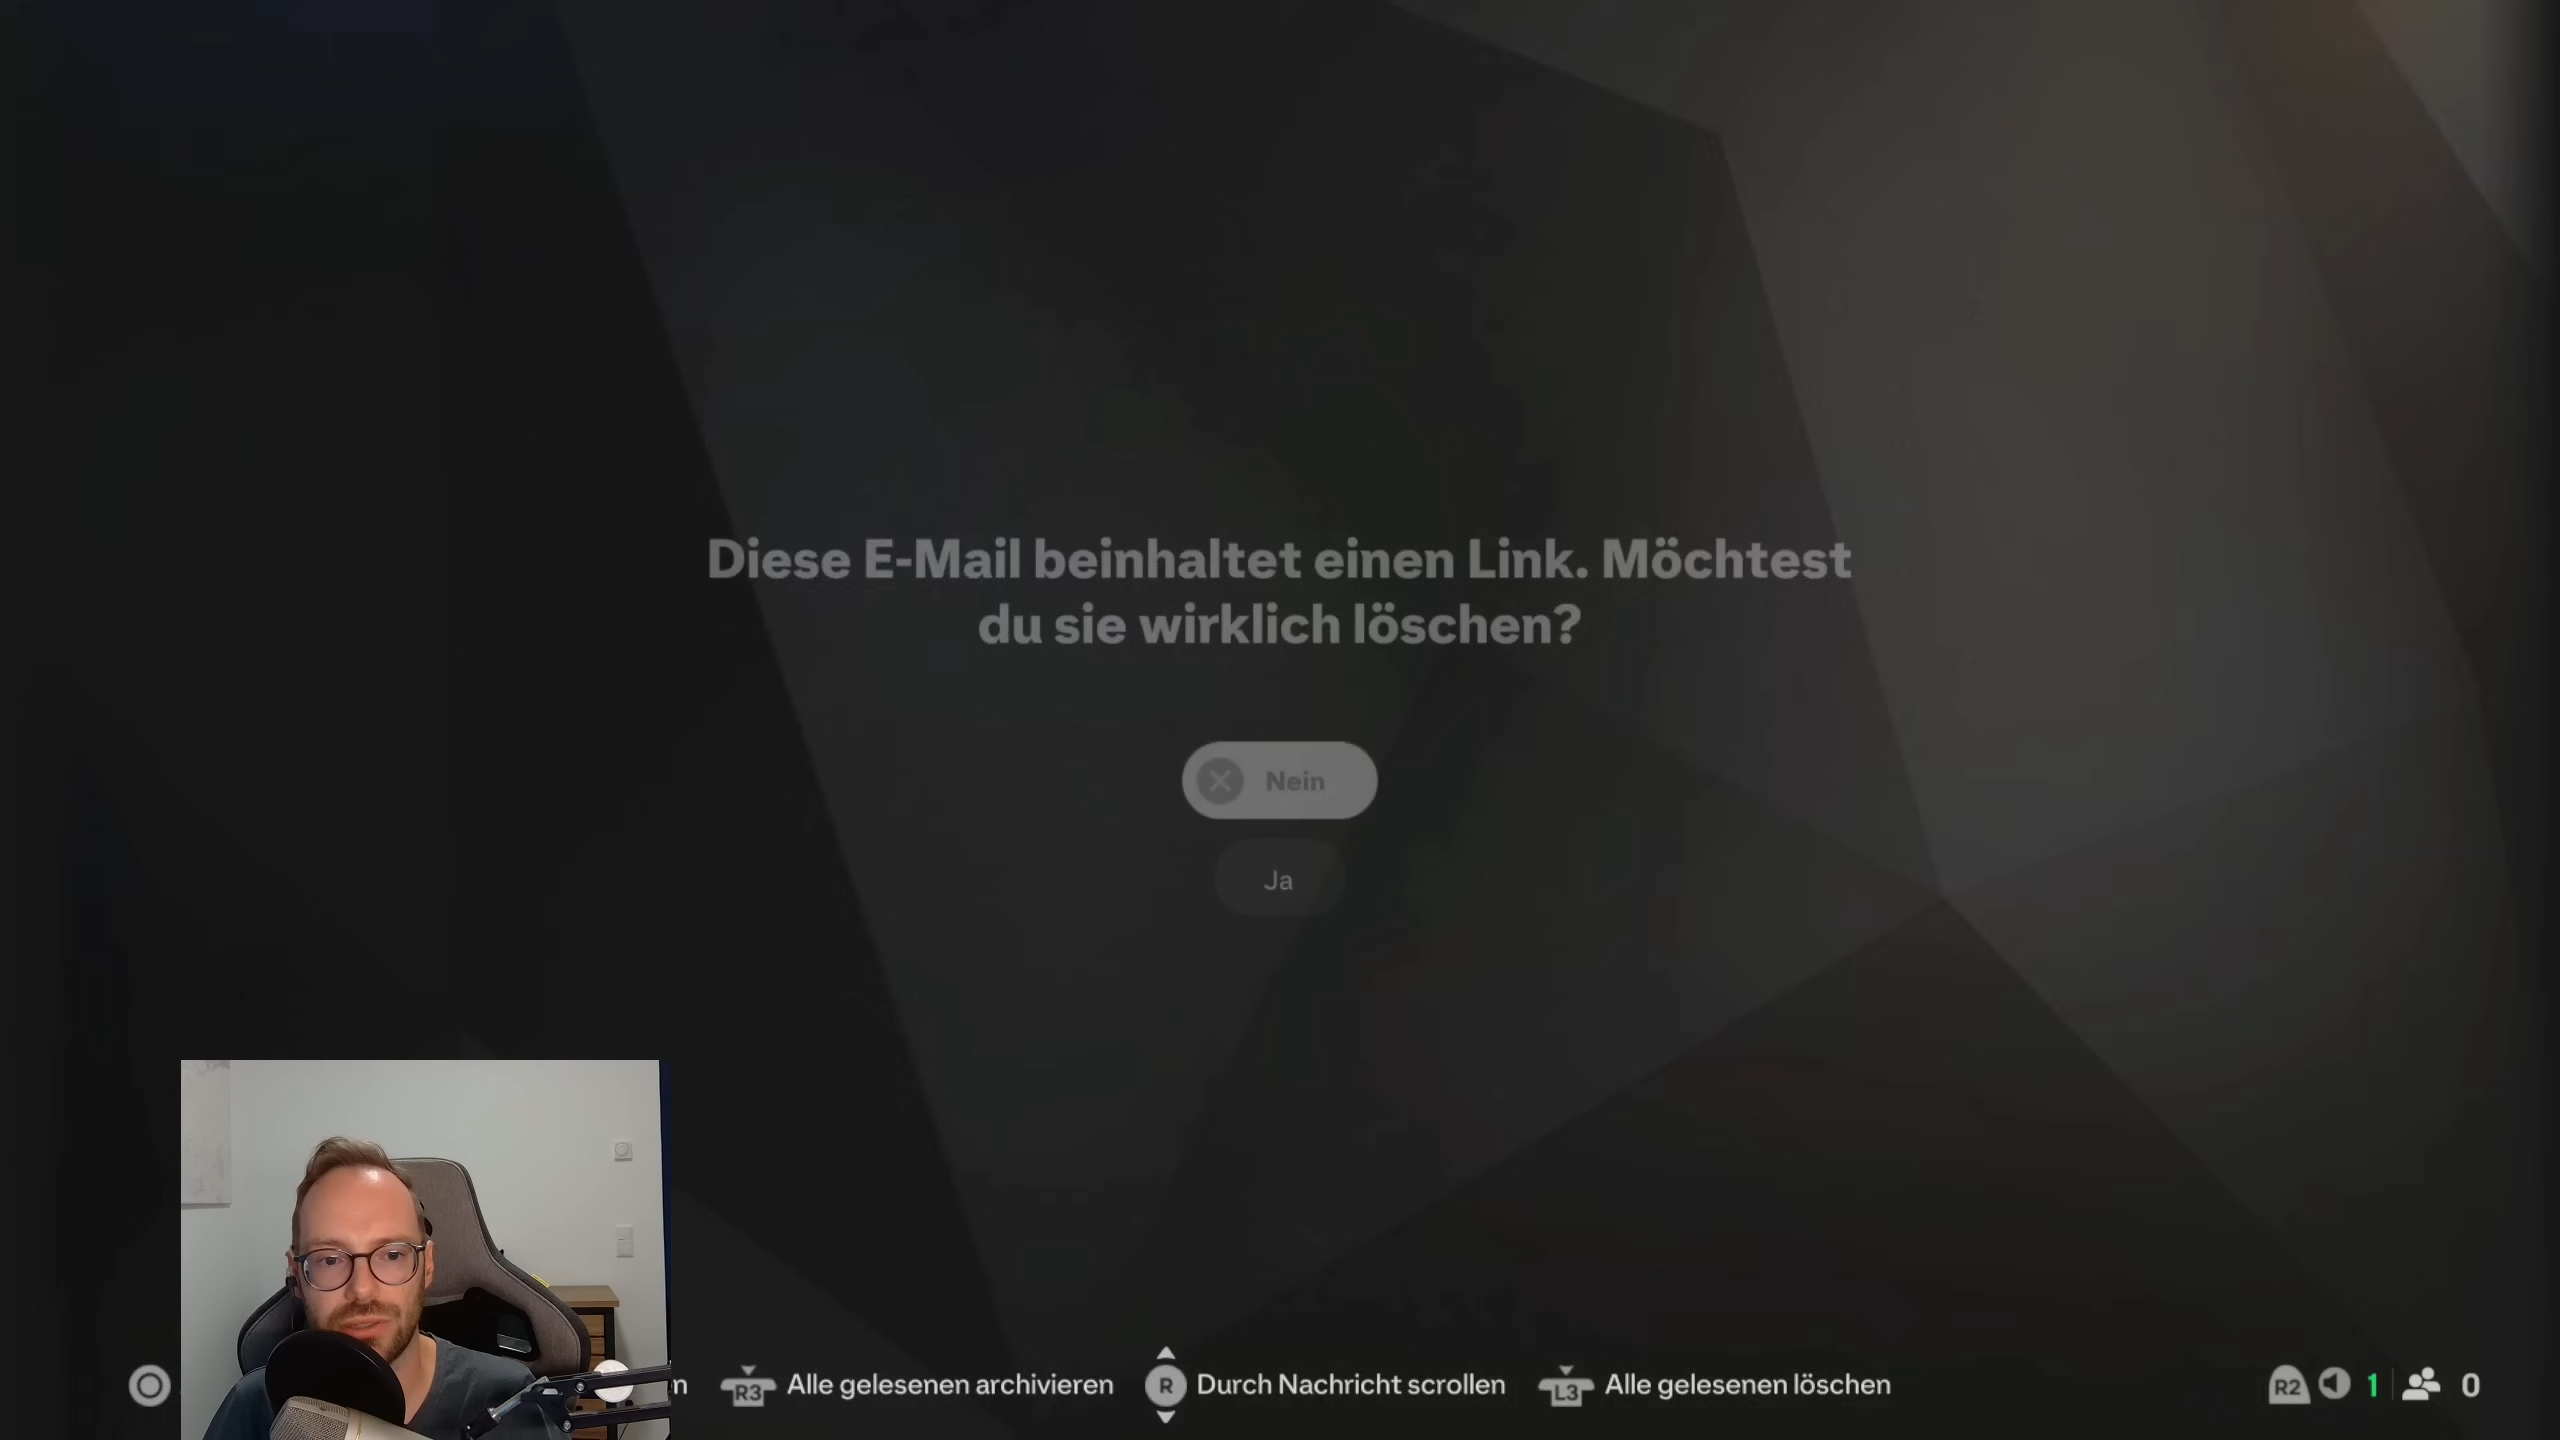 Diese E-Mail beinhaltet einen Link. Möchtest
du sie wirklich löschen?
Nein
Ja
n
R3 Alle gelesenen archivieren
R Durch Nachricht scrollen
L3 Alle gelesenen löschen
R2 1 0